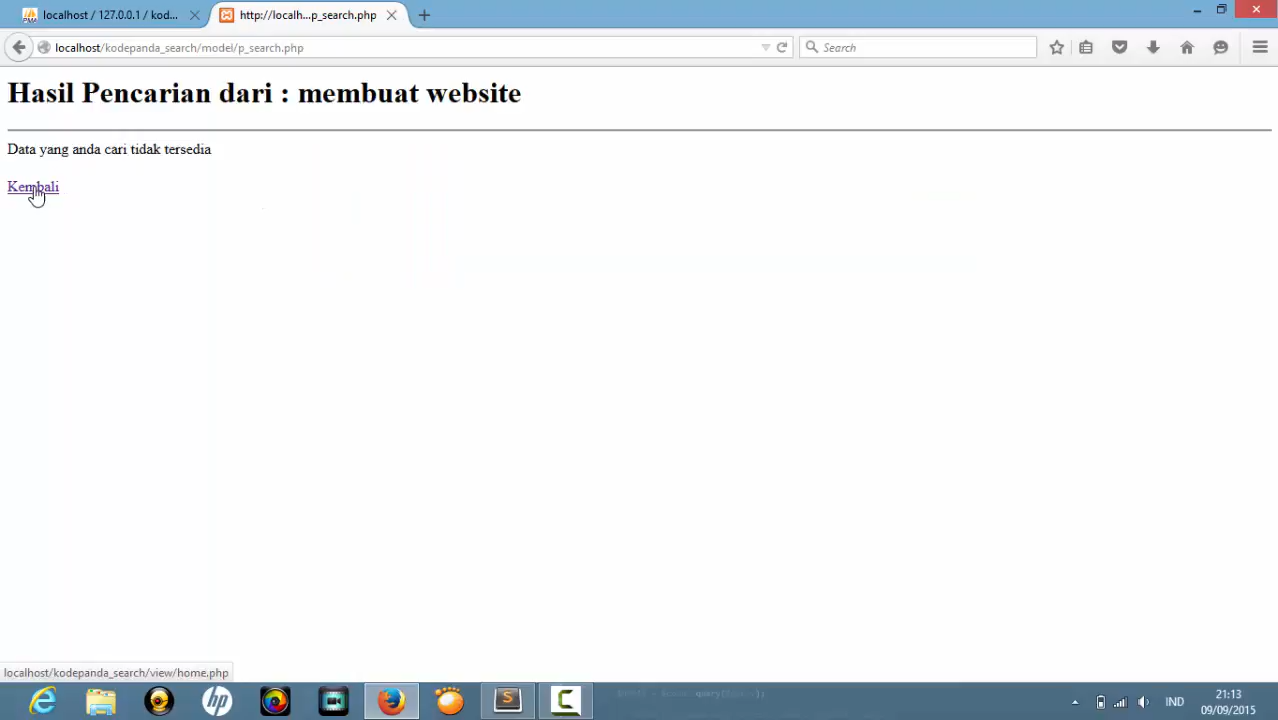 localhost / 127.0.0.1 / kod...
http://localh...p_search.php
localhost/kodepanda_search/model/p_search.php
Search
Hasil Pencarian dari : membuat website
Data yang anda cari tidak tersedia
Kembali
localhost/kodepanda_search/view/home.php
IND
21:13
09/09/2015